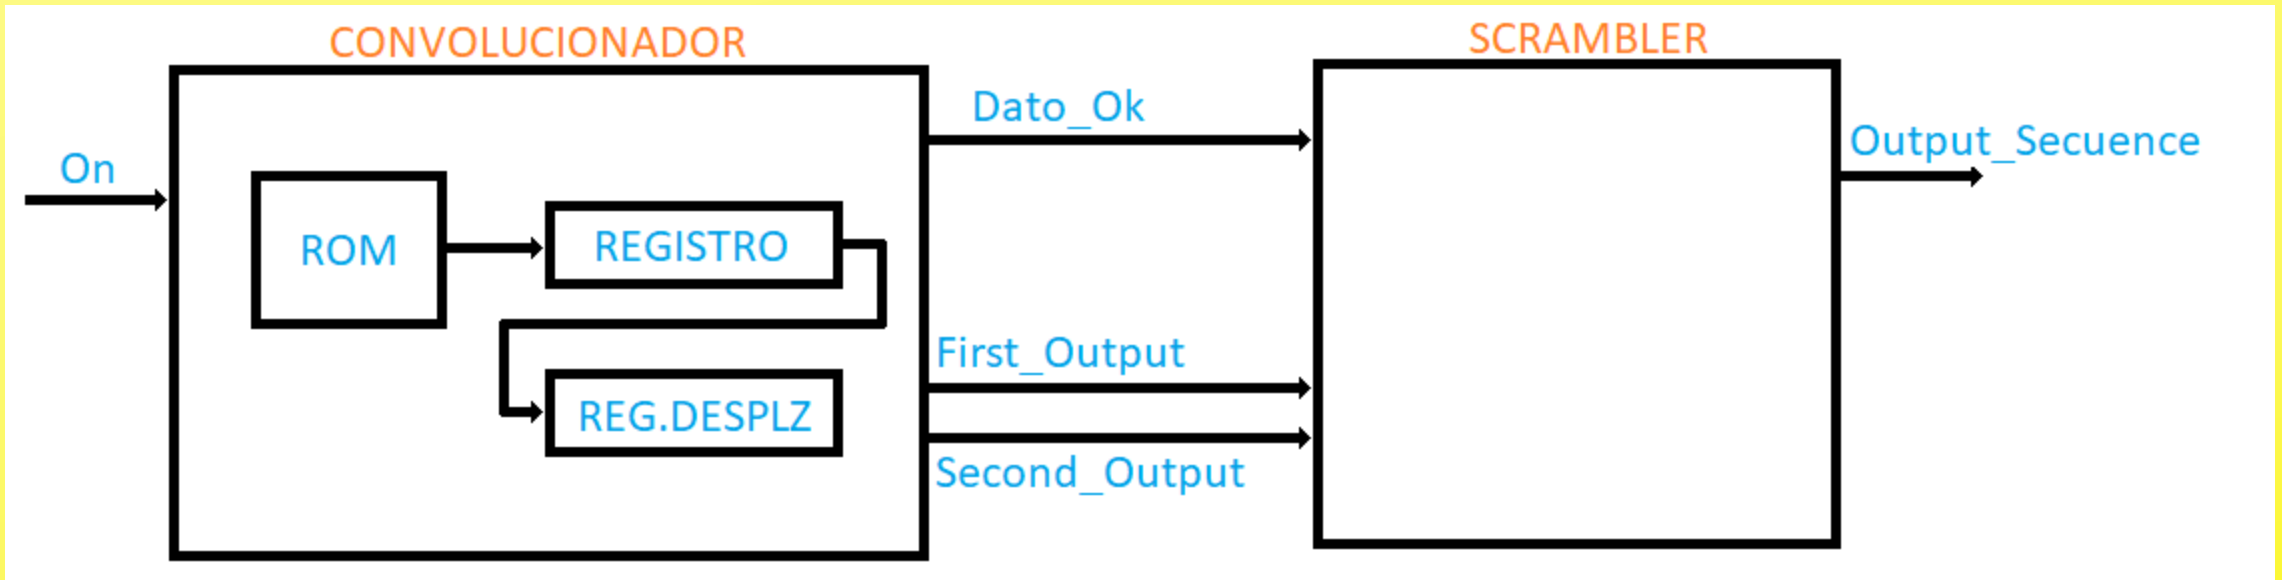 CONVOLUCIONADOR
SCRAMBLER
On
ROM
REGISTRO
REG.DESPLZ
Dato_Ok
First_Output
Second_Output
Output_Secuence